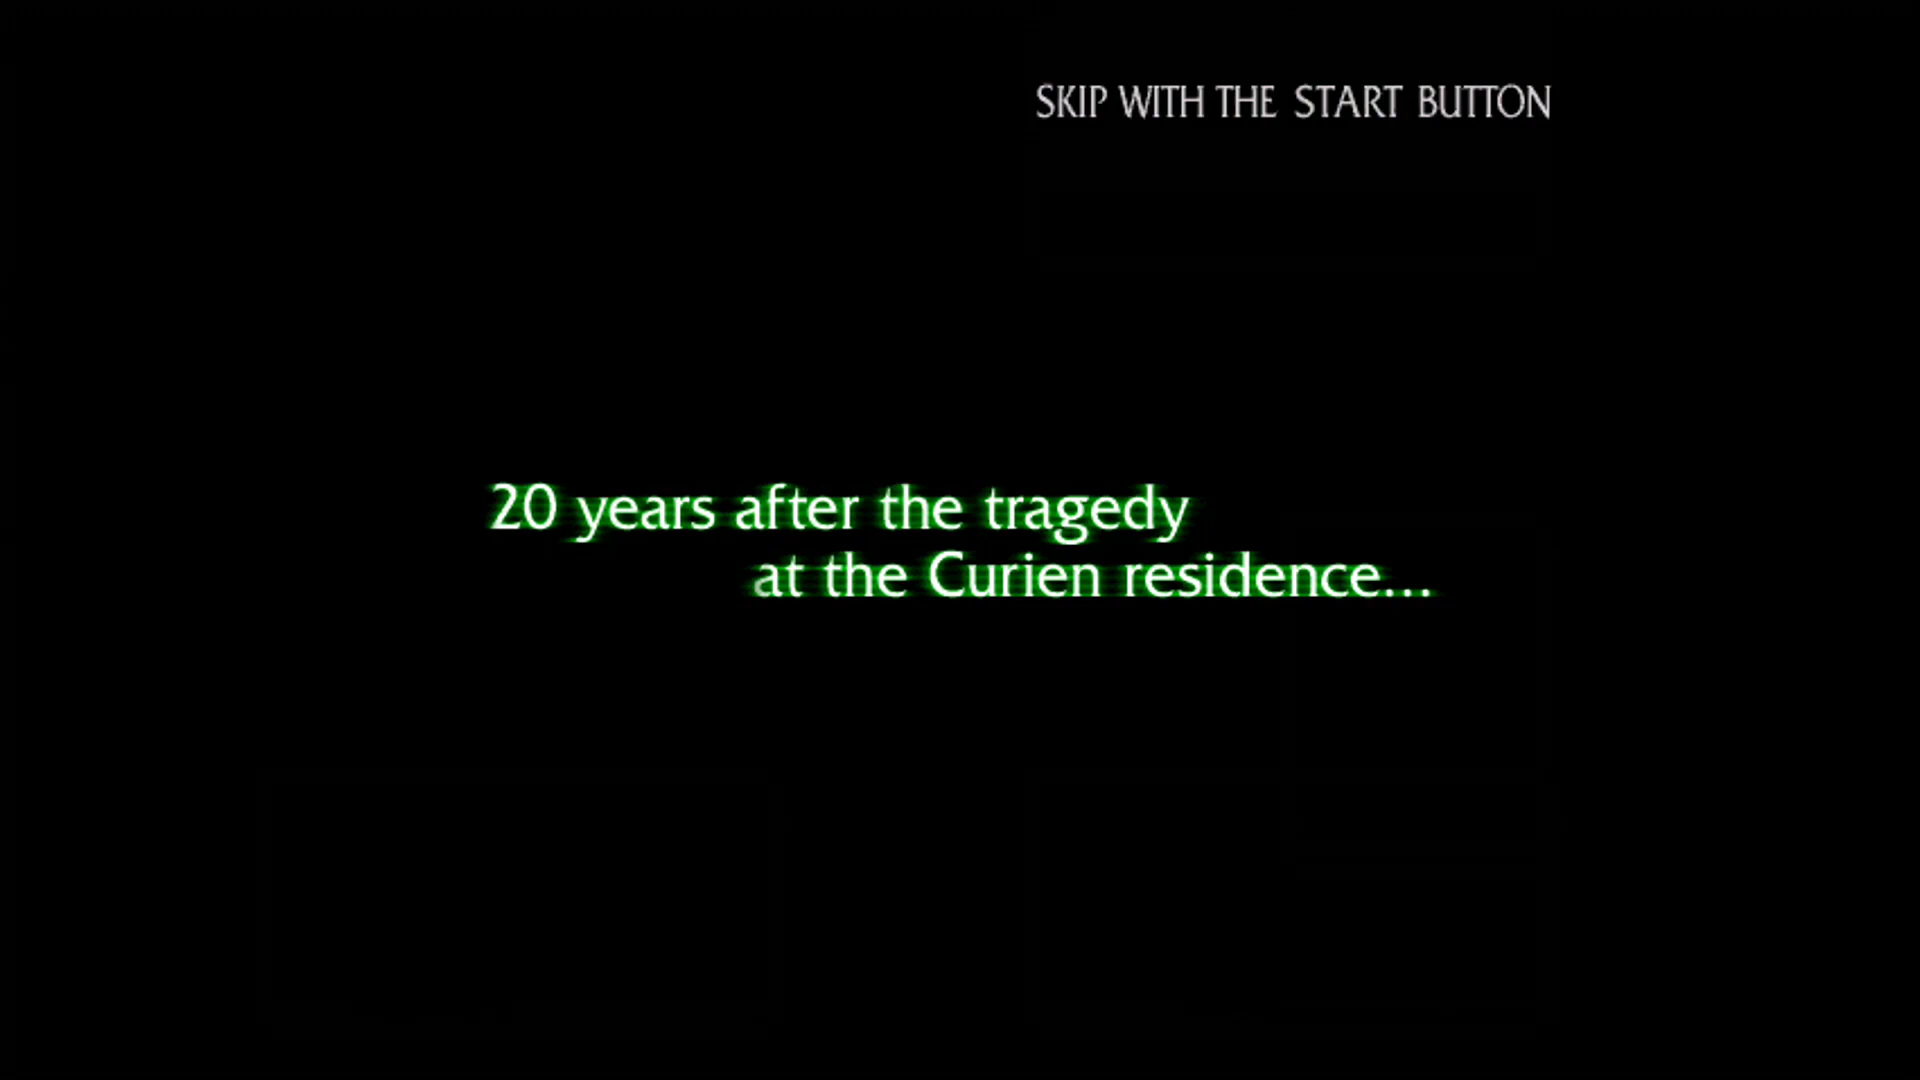 SKIP WITH THE START BUTTON
20 years after the tragedy
at the Curien residence...